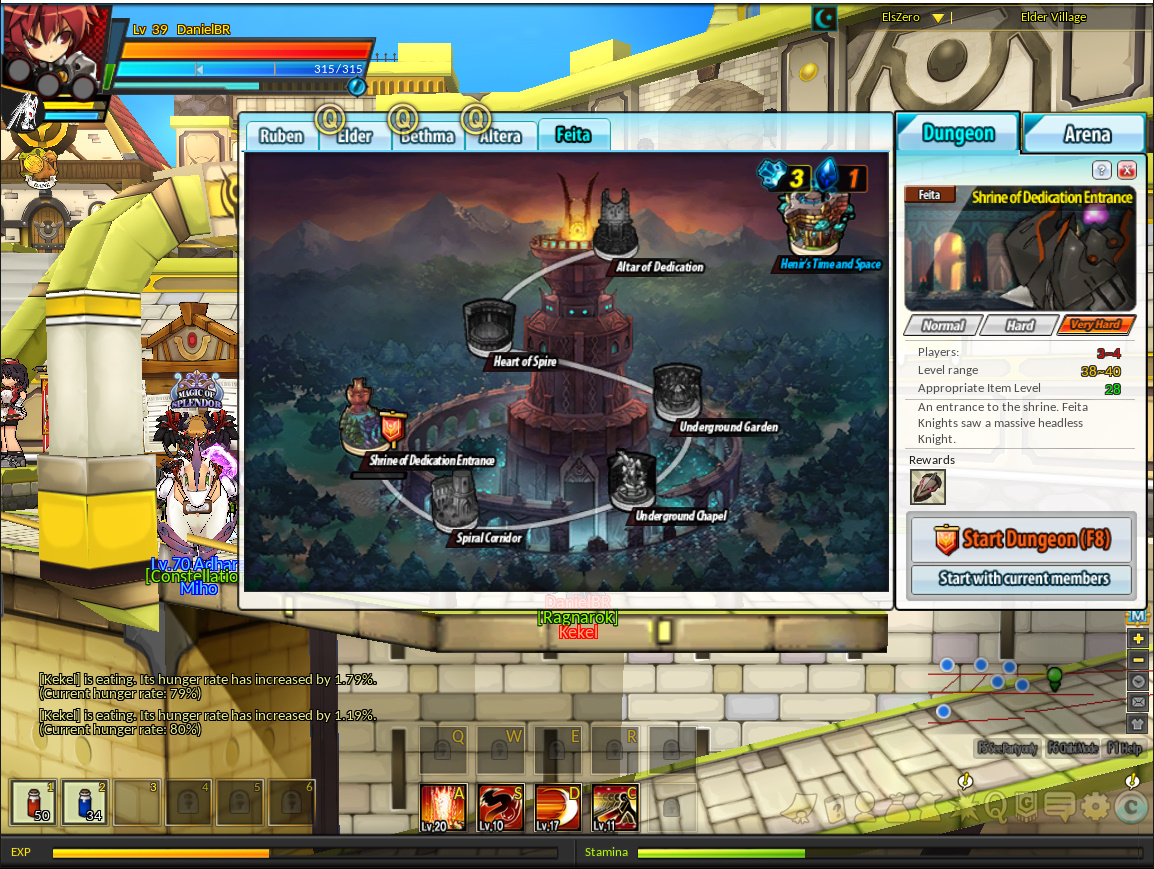 Lv 39 DanielBR
315/315
ElsZero
Elder Village
Q
Q
Q
Ruben
Elder
Bethma
Altera
Feita
Dungeon
Arena
3
1
Henir's Time and Space
Altar of Dedication
Heart of Spire
Underground Garden
Shrine of Dedication Entrance
Underground Chapel
Spiral Corridor
Feita
Shrine of Dedication Entrance
Normal
Hard
Very Hard
Players:
3~4
Level range
38~40
Appropriate Item Level
28
An entrance to the shrine. Feita
Knights saw a massive headless
Knight.
Rewards
Start Dungeon (F8)
Start with current members
MAGIC OF
SPLENDOR
Lv.70 Adhar
[Constellatio
Miho
DanielBR
[Ragnarok]
Kekel
M
[Kekel] is eating. Its hunger rate has increased by 1.79%.
(Current hunger rate: 79%)
[Kekel] is eating. Its hunger rate has increased by 1.19%.
(Current hunger rate: 80%)
Q
W
E
R
F1 Help
1
50
2
34
3
4
5
6
A
Lv.20
S
Lv.10
D
Lv.17
C
Lv.11
EXP
Stamina